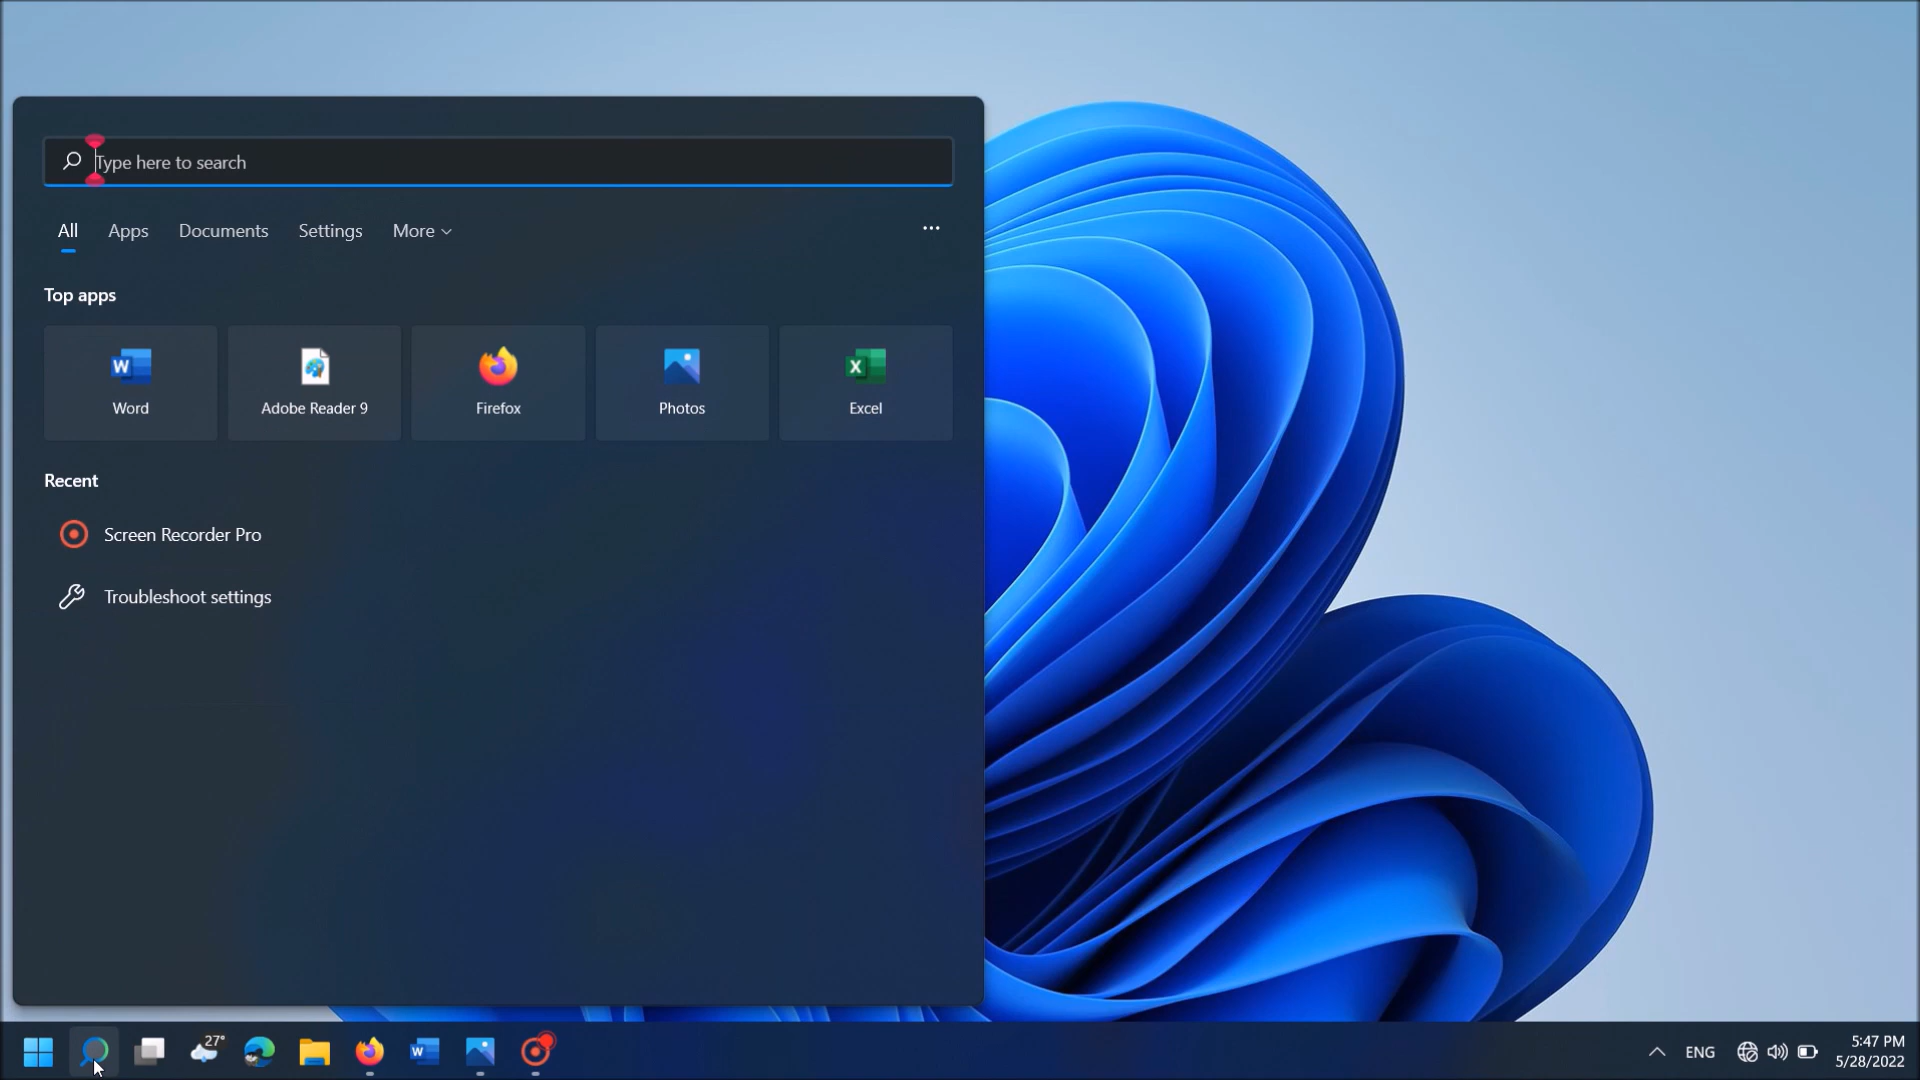 Type here to search
All Apps Documents Settings More ...
Top apps
Word Adobe Reader 9 Firefox Photos Excel
Recent
Screen Recorder Pro
Troubleshoot settings
27°
ENG
5:47 PM
5/28/2022